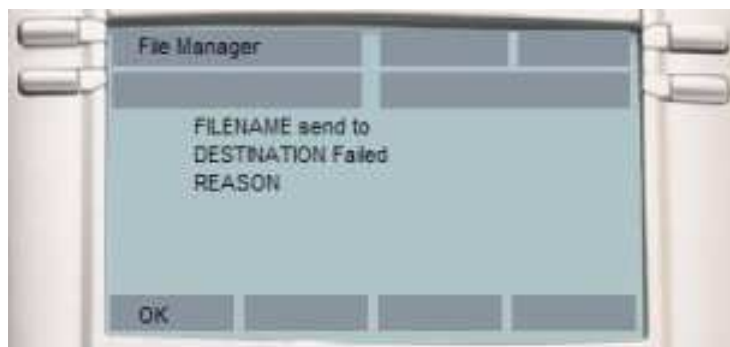 File Manager
FILENAME send to
DESTINATION Failed
REASON
OK